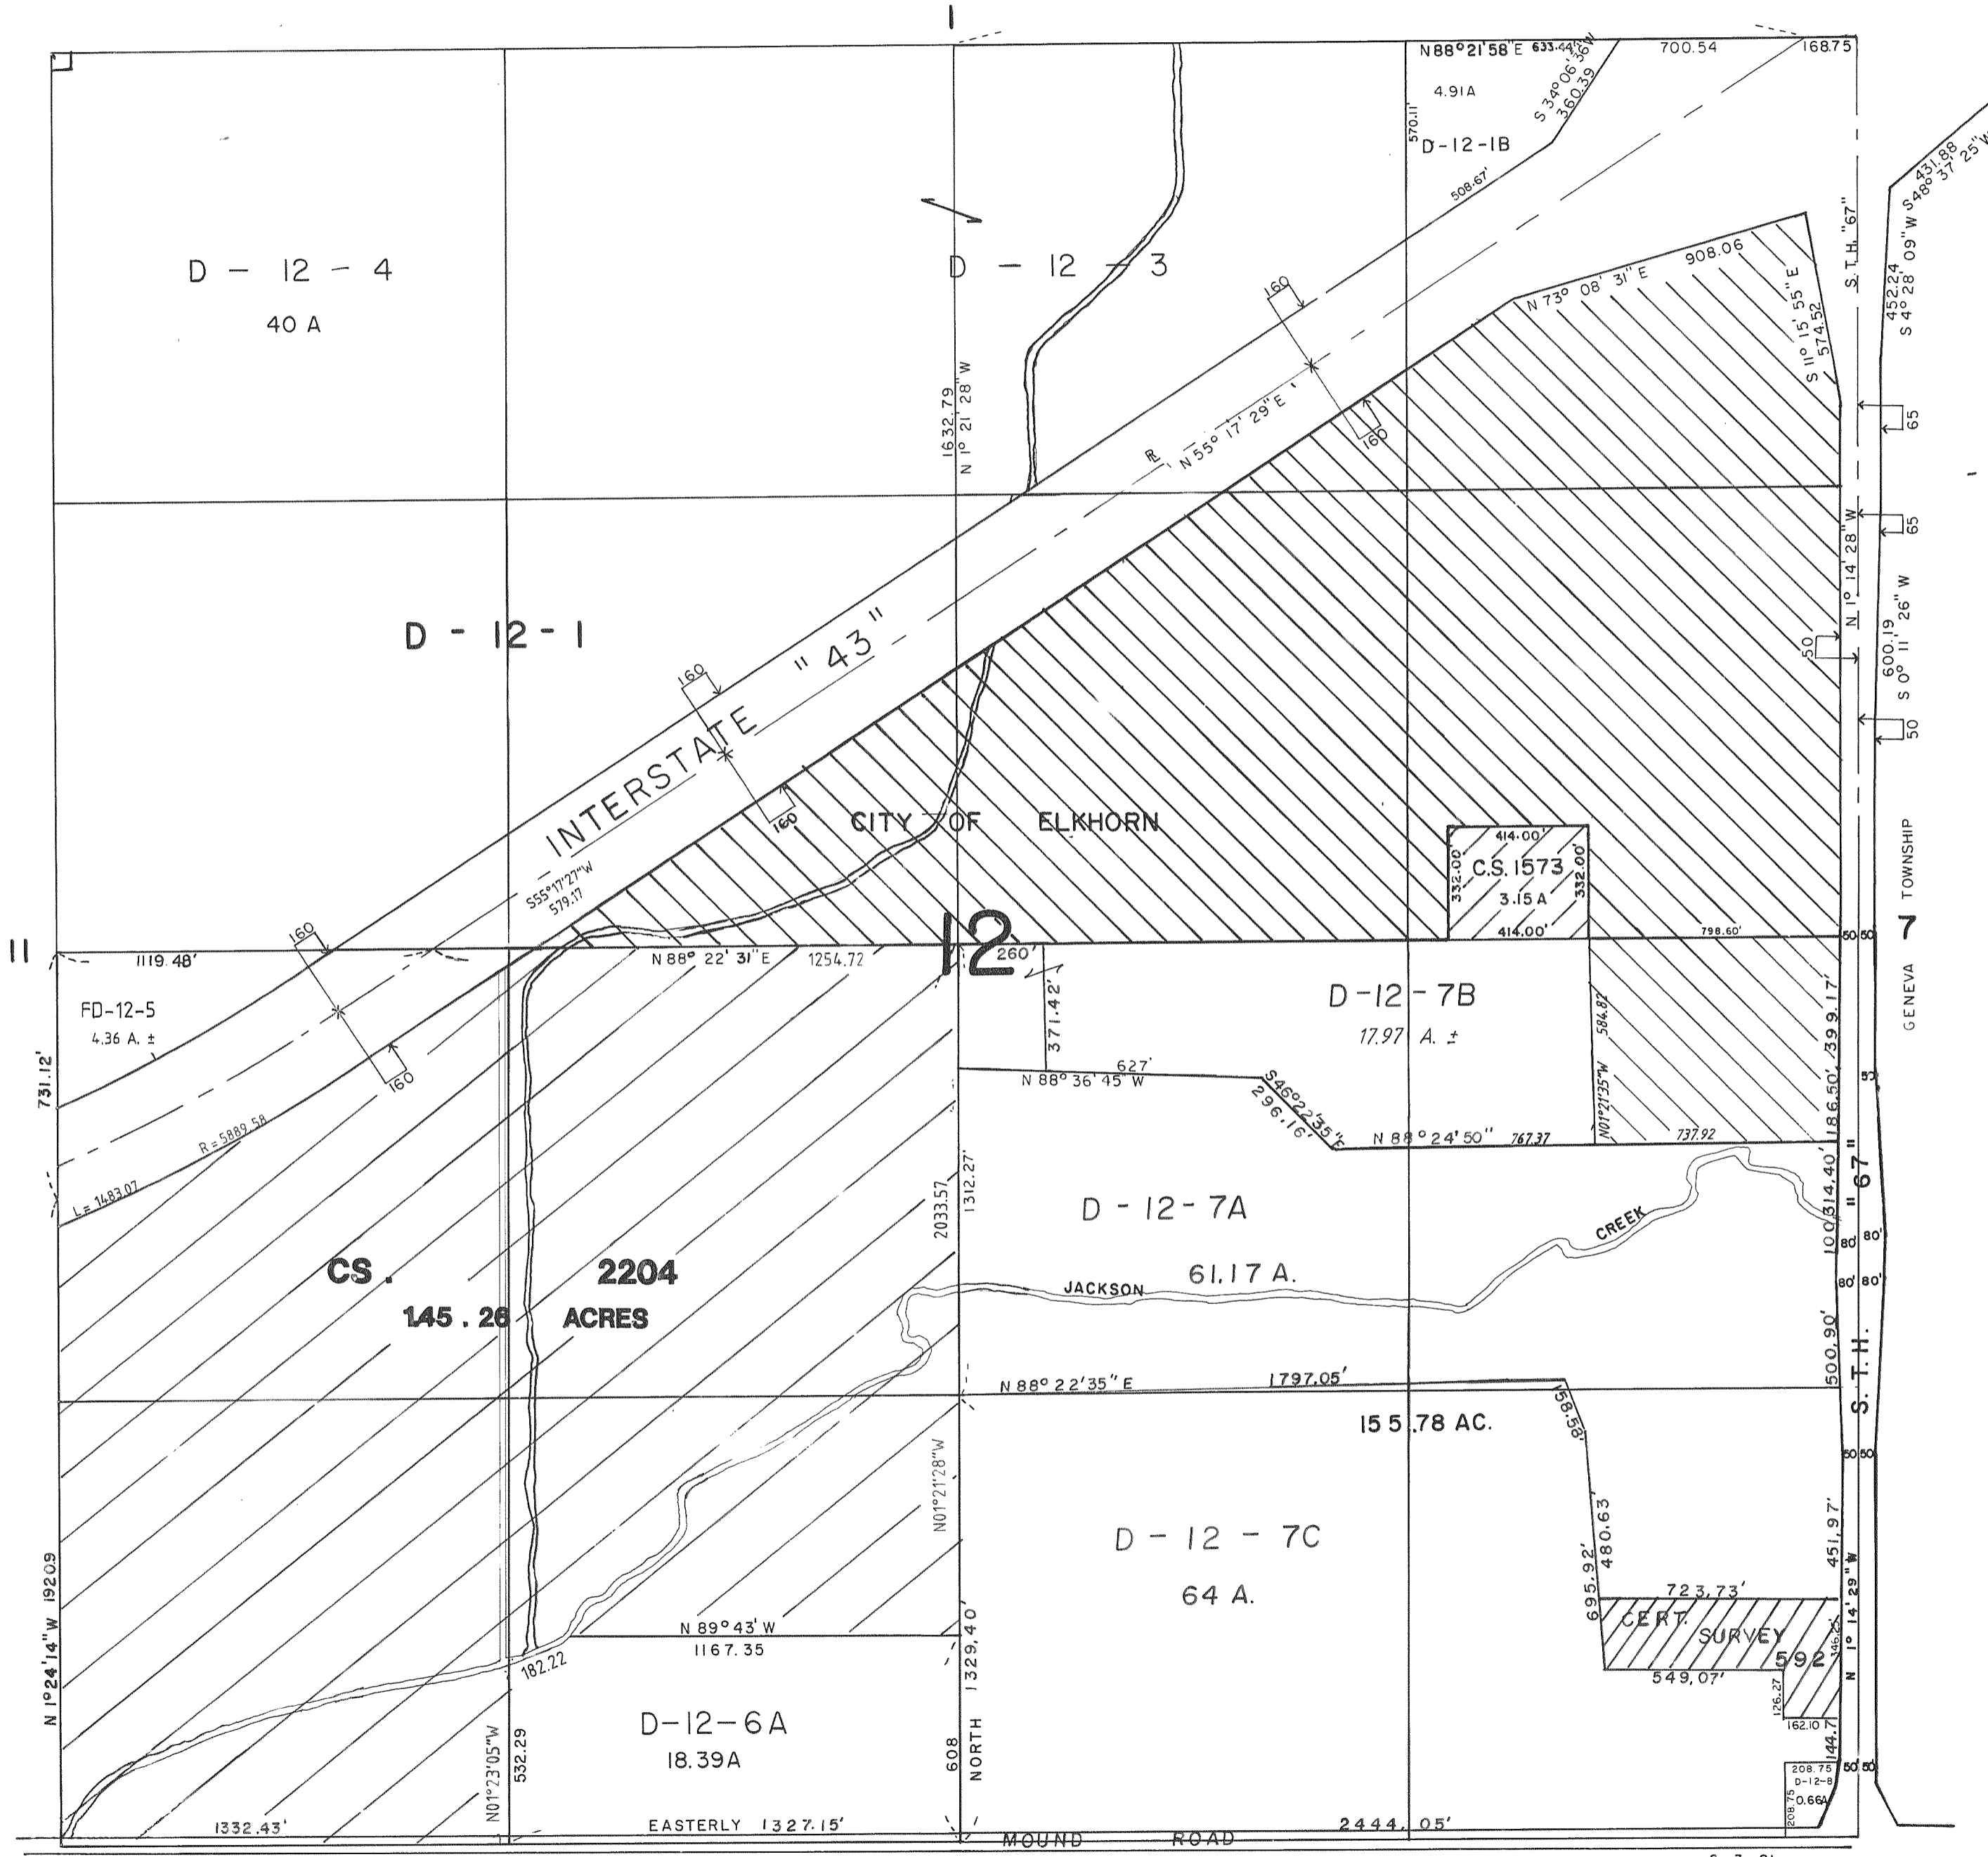 1
N88°21'58"E 633.44'
700.54
168.75
S 34°06'36"W
360.39
4.91A
570.11'
D-12-1B
508.67'
431.88
S 48° 37' 25" W
S.T.H. "67"
452.24
S 4° 28' 09" W
D - 12 - 4
40 A
D - 12 - 3
160
N 73° 08' 31" E
908.06
S 11° 15' 55" E
574.52
1632.79
N 1° 21' 28" W
N 55° 17' 29" E
160
65
65
N 1° 14' 28" W
600.19
S 0° 11' 26" W
50
50
D - 12 - 1
160
INTERSTATE "43"
160
CITY OF ELKHORN
S55°17'27"W
579.17
414.00'
332.00'
C.S. 1573
332.00'
3.15 A
414.00'
798.60'
50 50
7
GENEVA TOWNSHIP
11
160
1119.48'
N 88° 22' 31" E
1254.72
12
260'
FD-12-5
4.36 A. ±
160
731.12'
371.42'
D-12-7B
17.97 A. ±
584.82
N01°21'35"W
399.17'
186.50'
50
627'
N 88° 36' 45" W
S46°22'35"E
296.16'
N 88° 24' 50"
767.37
737.92
R = 5889.58
L = 1483.07
2033.57
1312.27'
D - 12 - 7A
61.17 A.
JACKSON
CREEK
314.40'
100'
80' 80'
80' 80'
S.T.H. "67"
CS. 2204
145.26 ACRES
N 88° 22' 35" E
1797.05'
158.58'
500.90'
155.78 AC.
50 50
N01°21'28"W
D - 12 - 7C
64 A.
480.63'
695.92'
451.97'
N 1° 14' 29" W
723.73'
CERT. SURVEY 592
549.07'
126.27
162.10
144.7
N 1° 24' 14" W 1920.9
N 89° 43' W
1167.35
182.22
1329.40'
D-12-6A
18.39A
N01°23'05"W
532.29
608
NORTH
50 50
208.75
D-12-8
0.66A
208.75
1332.43'
EASTERLY 1327.15'
MOUND ROAD
2444.05'